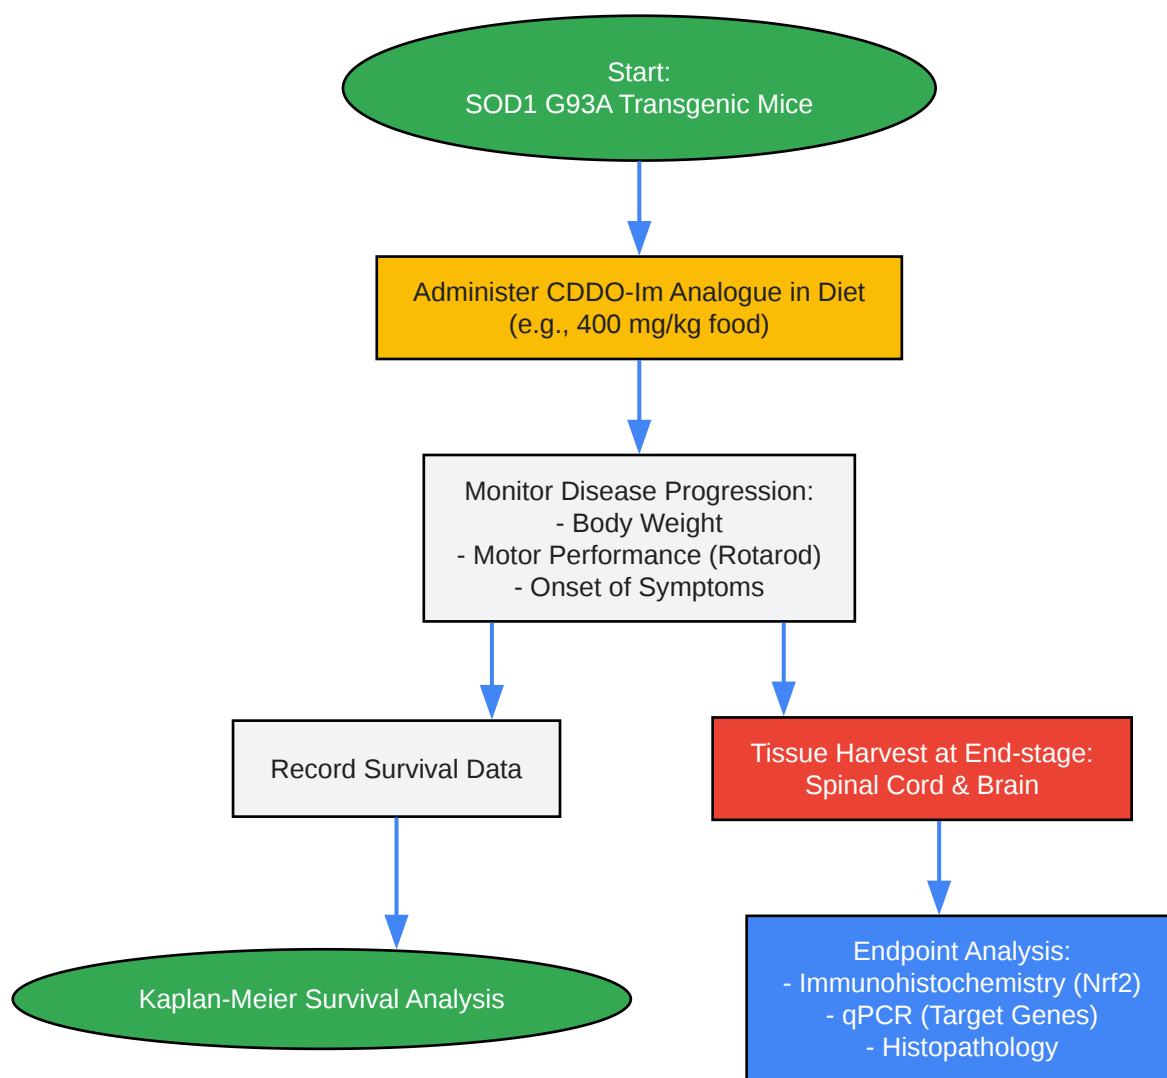 Start:
SOD1 G93A Transgenic Mice
Administer CDDO-Im Analogue in Diet
(e.g., 400 mg/kg food)
Monitor Disease Progression:
- Body Weight
- Motor Performance (Rotarod)
- Onset of Symptoms
Record Survival Data
Tissue Harvest at End-stage:
Spinal Cord & Brain
Kaplan-Meier Survival Analysis
Endpoint Analysis:
- Immunohistochemistry (Nrf2)
- qPCR (Target Genes)
- Histopathology